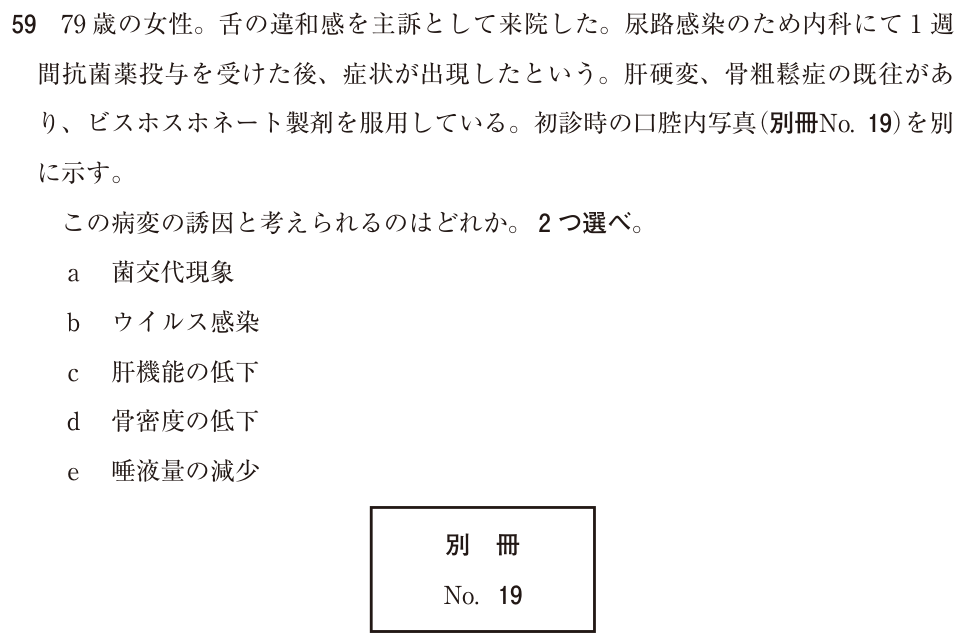 59 79歳の女性。舌の違和感を主訴として来院した。尿路感染のため内科にて1週
間抗菌薬投与を受けた後、症状が出現したという。肝硬変、骨粗鬆症の既往があ
り、ビスホスホネート製剤を服用している。初診時の口腔内写真(別冊No. 19)を別
に示す。
この病変の誘因と考えられるのはどれか。2つ選べ。
a 菌交代現象
b ウイルス感染
c 肝機能の低下
d 骨密度の低下
e 唾液量の減少
別 冊
No. 19